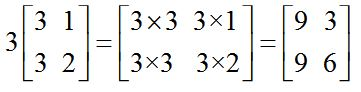 3 [ 3 1 ] = [ 3×3 3×1 ] = [ 9 3 ]
[ 3 2 ] [ 3×3 3×2 ] [ 9 6 ]